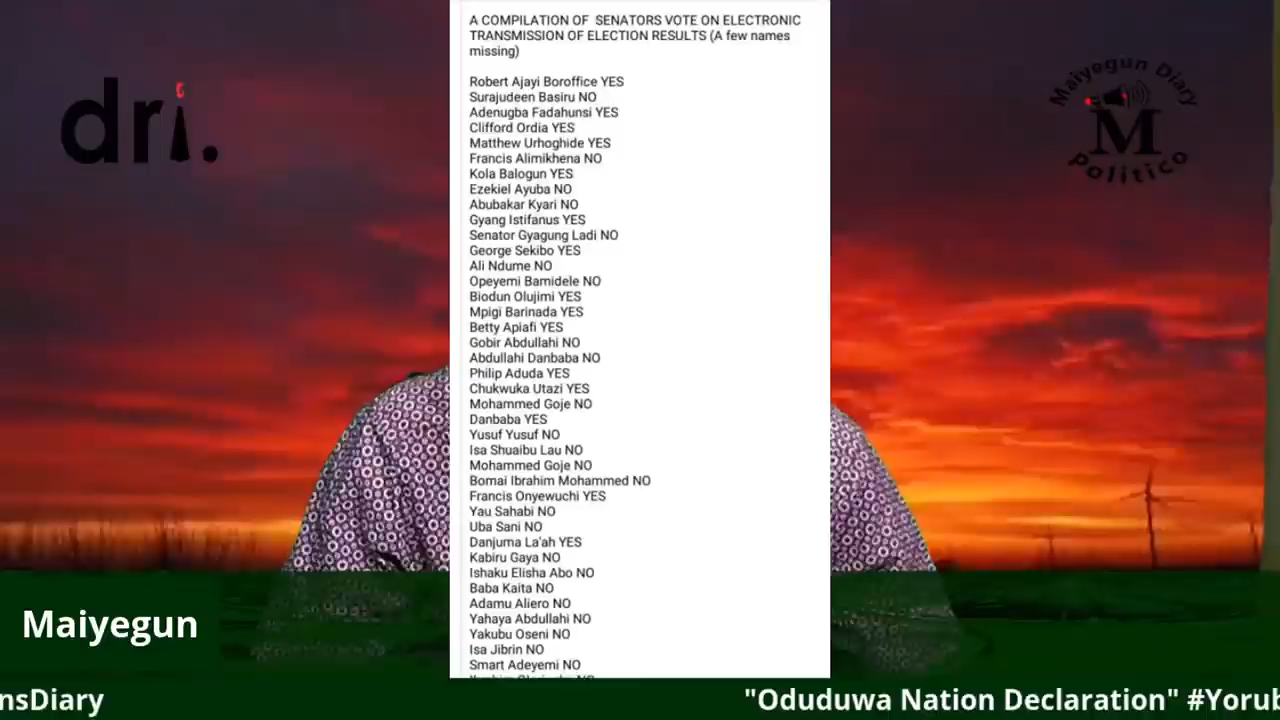 A COMPILATION OF SENATORS VOTE ON ELECTRONIC
TRANSMISSION OF ELECTION RESULTS (A few names
missing)
Robert Ajayi Boroffice YES
Surajudeen Basiru NO
Adenugba Fadahunsi YES
Clifford Ordia YES
Matthew Urhoghide YES
Francis Alimikhena NO
Kola Balogun YES
Ezekiel Ayuba NO
Abubakar Kyari NO
Gyang Istifanus YES
Senator Gyagung Ladi NO
George Sekibo YES
Ali Ndume NO
Opeyemi Bamidele NO
Biodun Olujimi YES
Mpigi Barinada YES
Betty Apiafi YES
Gobir Abdullahi NO
Abdullahi Danbaba NO
Philip Aduda YES
Chukwuka Utazi YES
Mohammed Goje NO
Danbaba YES
Yusuf Yusuf NO
Isa Shuaibu Lau NO
Mohammed Goje NO
Bomai Ibrahim Mohammed NO
Francis Onyewuchi YES
Yau Sahabi NO
Uba Sani NO
Danjuma La'ah YES
Kabiru Gaya NO
Ishaku Elisha Abo NO
Baba Kaita NO
Adamu Aliero NO
Yahaya Abdullahi NO
Yakubu Oseni NO
Isa Jibrin NO
Smart Adeyemi NO
dri.
Maiyegun Diary
M
Politico
Maiyegun
nsDiary
"Oduduwa Nation Declaration" #Yorub